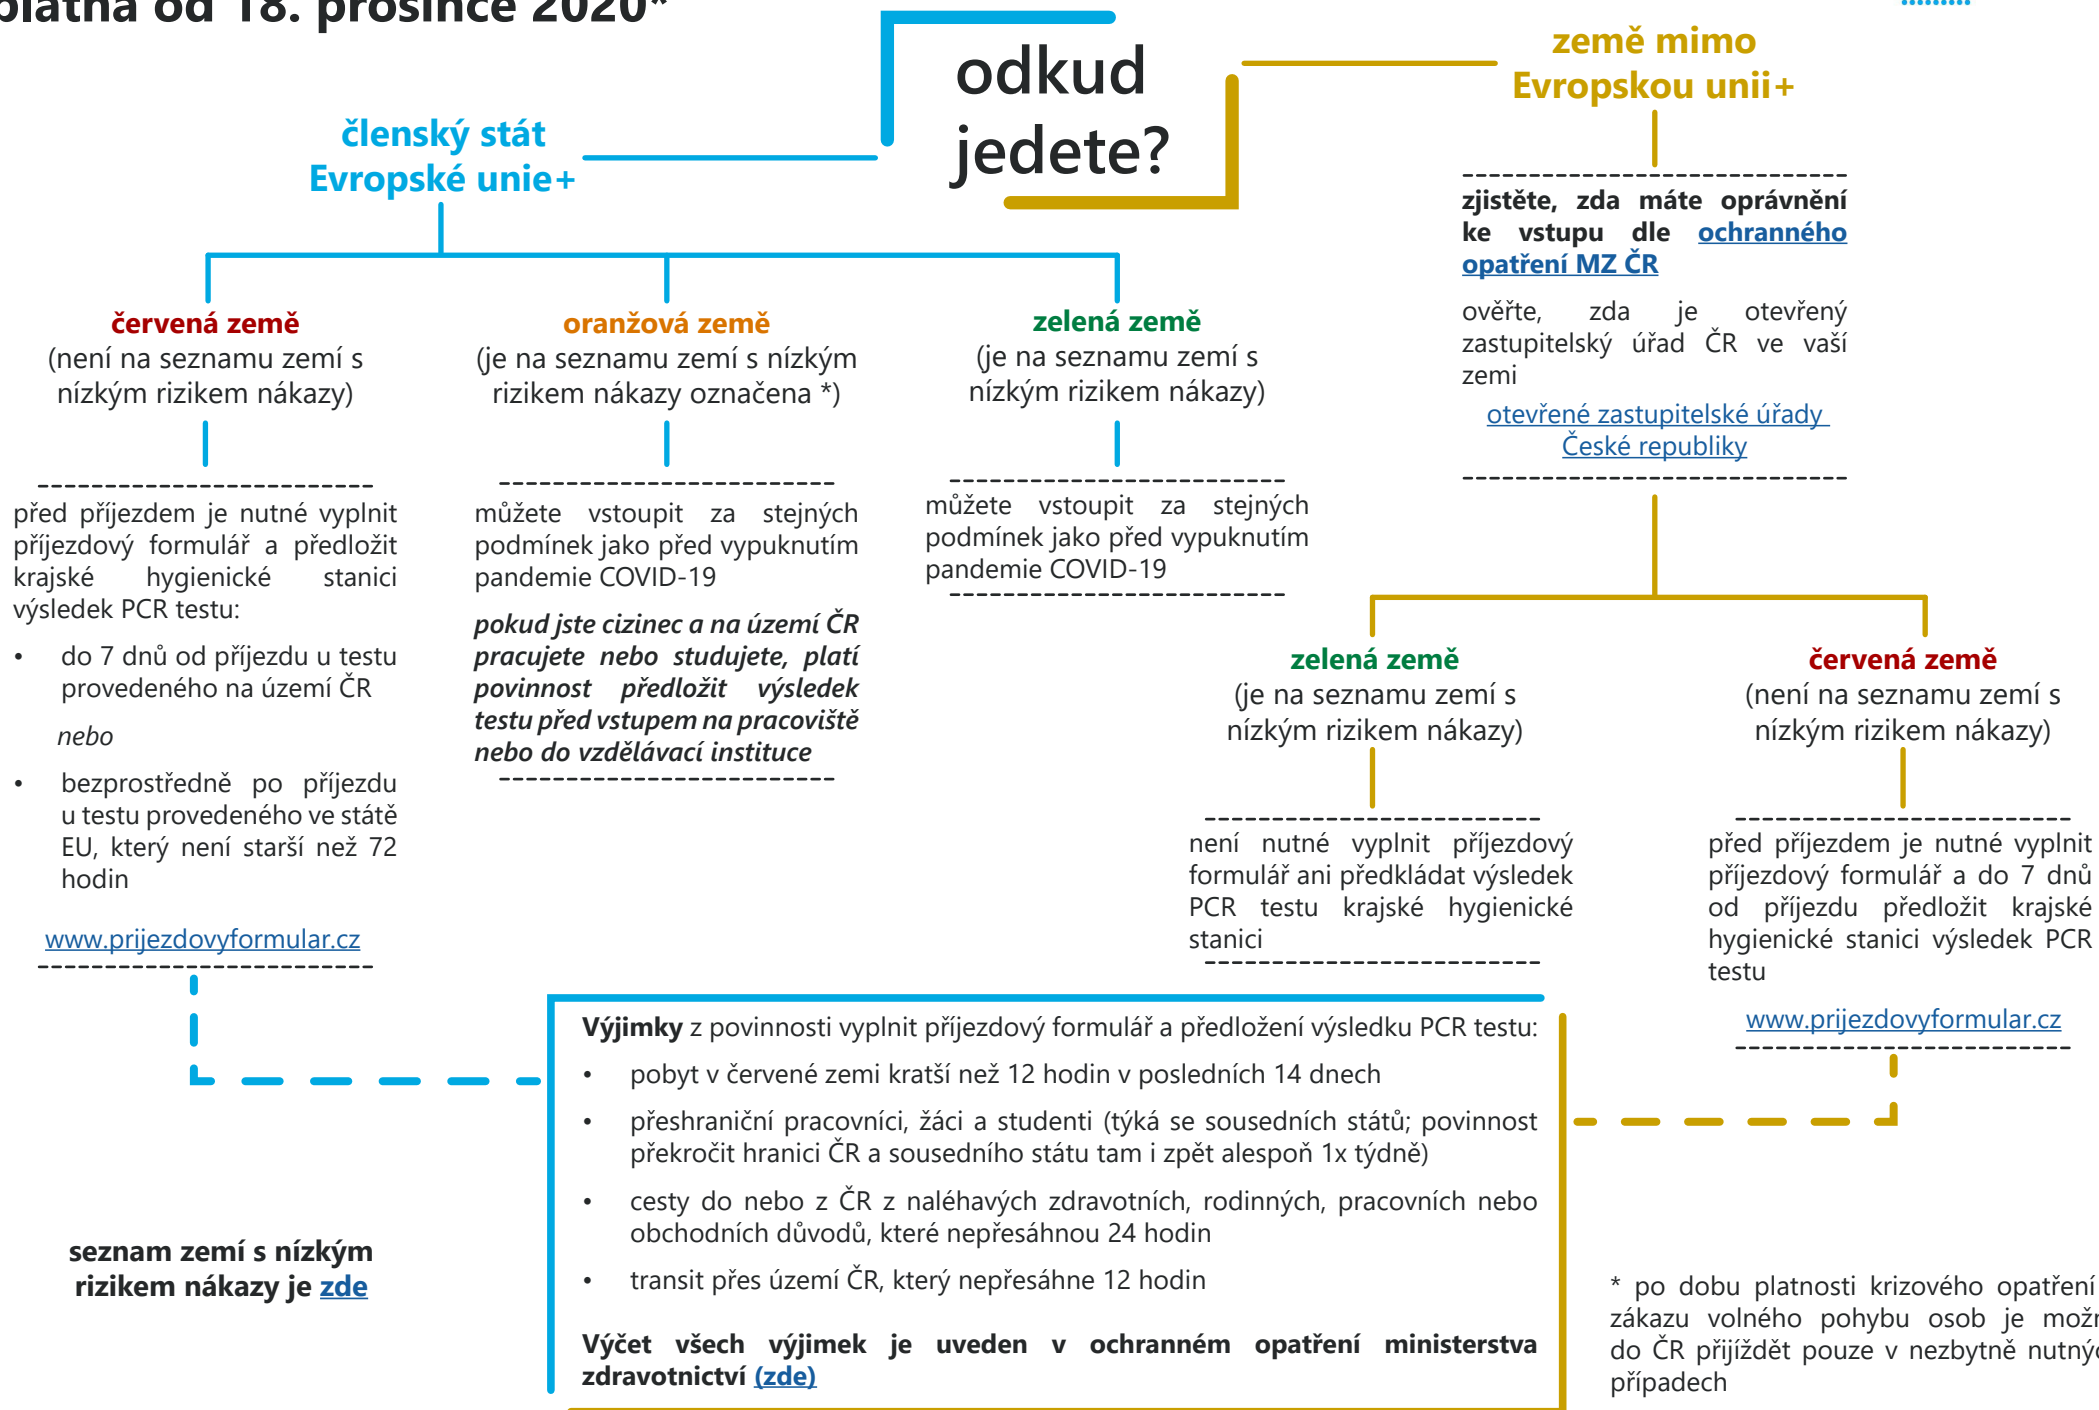 platná od 18. prosince 2020*
odkud
jedete?
členský stát
Evropské unie+
červená země
(není na seznamu zemí s
nízkým rizikem nákazy)
před příjezdem je nutné vyplnit
příjezdový formulář a předložit
krajské hygienické stanici
výsledek PCR testu:
• do 7 dnů od příjezdu u testu
provedeného na území ČR
nebo
• bezprostředně po příjezdu
u testu provedeného ve státě
EU, který není starší než 72
hodin
www.prijezdovyformular.cz
oranžová země
(je na seznamu zemí s nízkým
rizikem nákazy označena *)
můžete vstoupit za stejných
podmínek jako před vypuknutím
pandemie COVID-19
pokud jste cizinec a na území ČR
pracujete nebo studujete, platí
povinnost předložit výsledek
testu před vstupem na pracoviště
nebo do vzdělávací instituce
zelená země
(je na seznamu zemí s
nízkým rizikem nákazy)
můžete vstoupit za stejných
podmínek jako před vypuknutím
pandemie COVID-19
země mimo
Evropskou unii+
zjistěte, zda máte oprávnění
ke vstupu dle ochranného
opatření MZ ČR
ověřte, zda je otevřený
zastupitelský úřad ČR ve vaší
zemi
otevřené zastupitelské úřady
České republiky
zelená země
(je na seznamu zemí s
nízkým rizikem nákazy)
není nutné vyplnit příjezdový
formulář ani předkládat výsledek
PCR testu krajské hygienické
stanici
červená země
(není na seznamu zemí s
nízkým rizikem nákazy)
před příjezdem je nutné vyplnit
příjezdový formulář a do 7 dnů
od příjezdu předložit krajské
hygienické stanici výsledek PCR
testu
www.prijezdovyformular.cz
Výjimky z povinnosti vyplnit příjezdový formulář a předložení výsledku PCR testu:
• pobyt v červené zemi kratší než 12 hodin v posledních 14 dnech
• přeshraniční pracovníci, žáci a studenti (týká se sousedních států; povinnost
překročit hranici ČR a sousedního státu tam i zpět alespoň 1x týdně)
• cesty do nebo z ČR z naléhavých zdravotních, rodinných, pracovních nebo
obchodních důvodů, které nepřesáhnou 24 hodin
• transit přes území ČR, který nepřesáhne 12 hodin
Výčet všech výjimek je uveden v ochranném opatření ministerstva
zdravotnictví (zde)
seznam zemí s nízkým
rizikem nákazy je zde
* po dobu platnosti krizového opatření
zákazu volného pohybu osob je
do ČR přijíždět pouze v nezbytně
případech